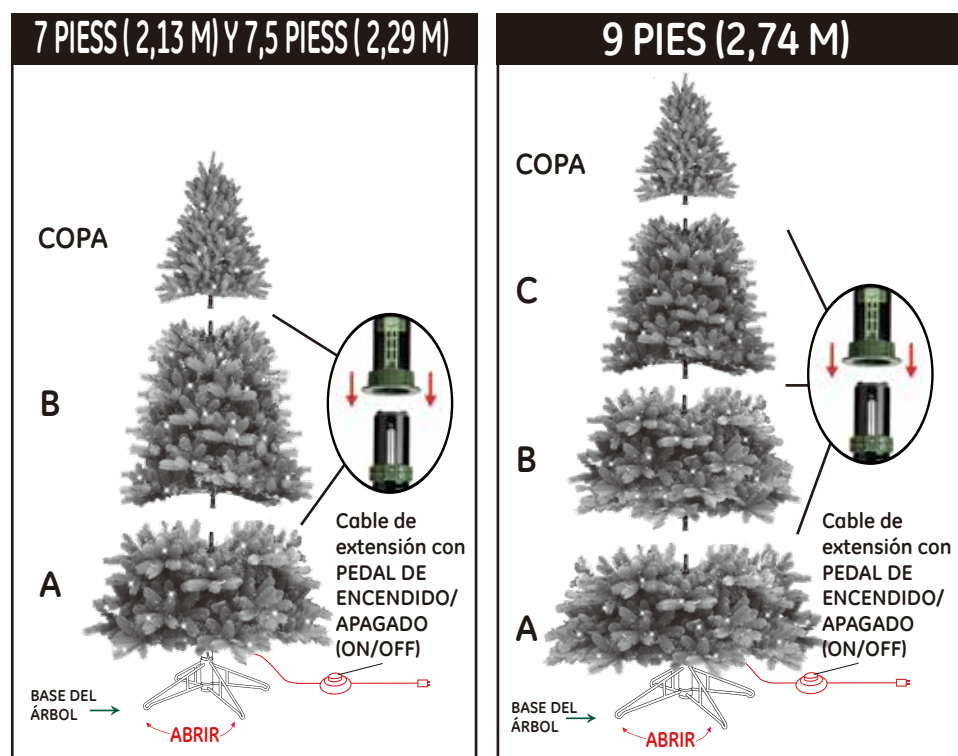 7 PIESS ( 2,13 M) Y 7,5 PIESS ( 2,29 M)
COPA
B
A
Cable de
extensión con
PEDAL DE
ENCENDIDO/
APAGADO
(ON/OFF)
BASE DEL
ÁRBOL
ABRIR
9 PIES (2,74 M)
COPA
C
B
A
Cable de
extensión con
PEDAL DE
ENCENDIDO/
APAGADO
(ON/OFF)
BASE DEL
ÁRBOL
ABRIR